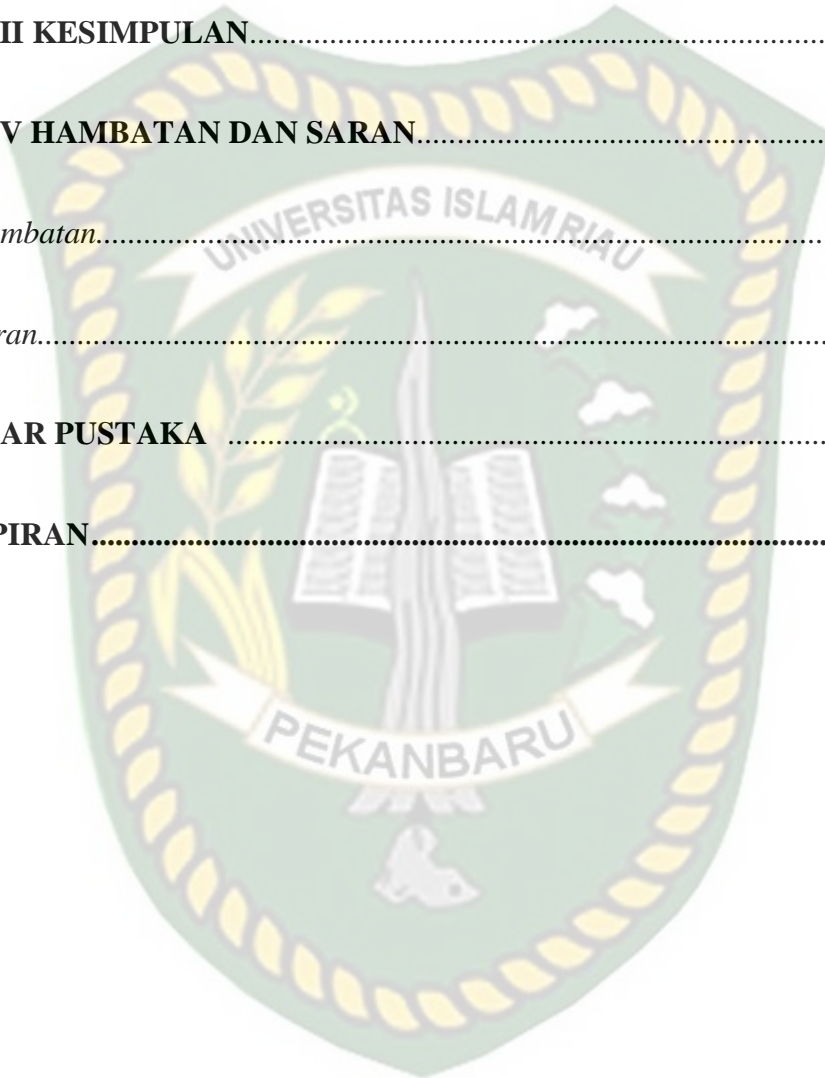 II KESIMPULAN..........................................................................................
V HAMBATAN DAN SARAN..............................................................
UNIVERSITAS ISLAM RIAU
mbatan..........................................................................................................
ran....................................................................................................................
AR PUSTAKA ..............................................................................................
PIRAN..........................................................................................................
PEKANBARU